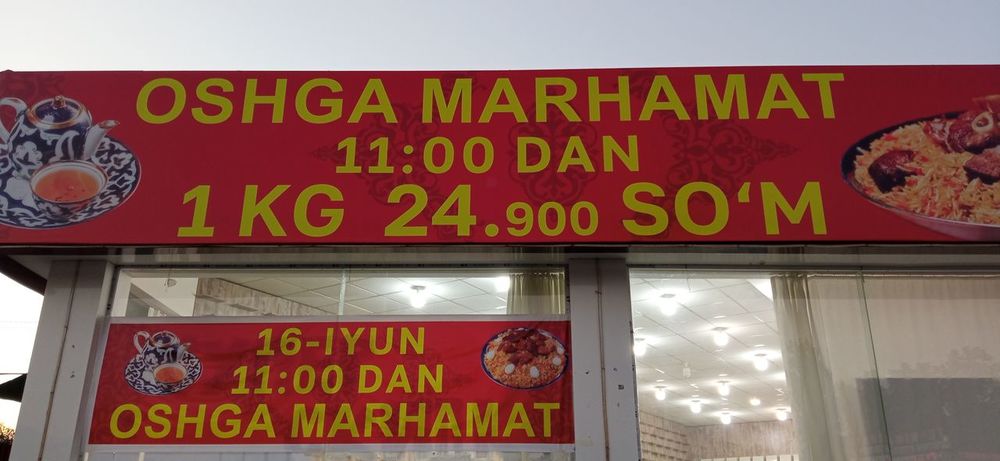 OSHGA MARHAMAT
11:00 DAN
1 KG 24.900 SO‘M
16-IYUN
11:00 DAN
OSHGA MARHAMAT